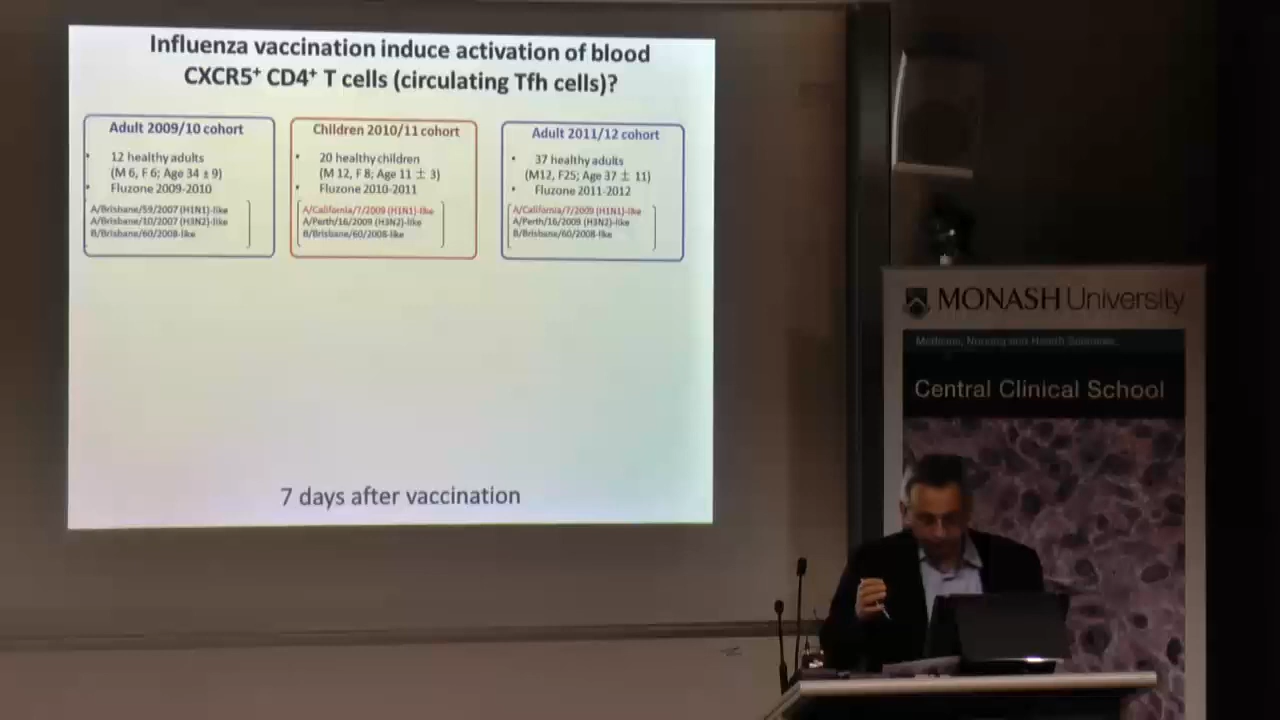 Influenza vaccination induce activation of blood
CXCR5⁺ CD4⁺ T cells (circulating Tfh cells)?
Adult 2009/10 cohort
• 12 healthy adults
(M 6, F 6; Age 34 ± 9)
• Fluzone 2009-2010
A/Brisbane/59/2007 (H1N1)-like
A/Brisbane/10/2007 (H3N2)-like
B/Brisbane/60/2008-like
Children 2010/11 cohort
• 20 healthy children
(M 12, F 8; Age 11 ± 3)
• Fluzone 2010-2011
A/California/7/2009 (H1N1)-like
A/Perth/16/2009 (H3N2)-like
B/Brisbane/60/2008-like
Adult 2011/12 cohort
• 37 healthy adults
(M12, F25; Age 37 ± 11)
• Fluzone 2011-2012
A/California/7/2009 (H1N1)-like
A/Perth/16/2009 (H3N2)-like
B/Brisbane/60/2008-like
7 days after vaccination
MONASH University
Medicine, Nursing and Health Sciences
Central Clinical School